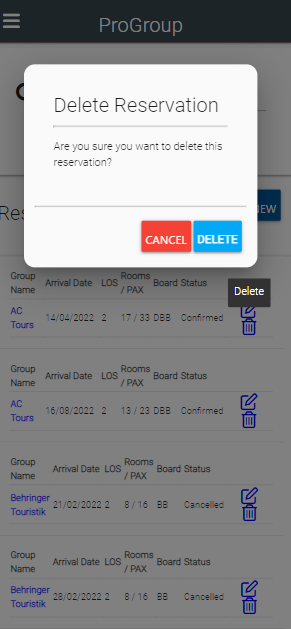 ProGroup
Delete Reservation
Are you sure you want to delete this
reservation?
CANCEL
DELETE
Delete
Group
Name
Arrival Date LOS Rooms
/ PAX Board Status
AC
Tours
14/04/2022 2 17 / 33 DBB Confirmed
Group
Name
Arrival Date LOS Rooms
/ PAX Board Status
AC
Tours
16/08/2022 2 13 / 23 DBB Confirmed
Group
Name
Arrival Date LOS Rooms
/ PAX Board Status
Behringer
Touristik
21/02/2022 2 8 / 16 BB Cancelled
Group
Name
Arrival Date LOS Rooms
/ PAX Board Status
Behringer
Touristik
28/02/2022 2 8 / 16 BB Cancelled